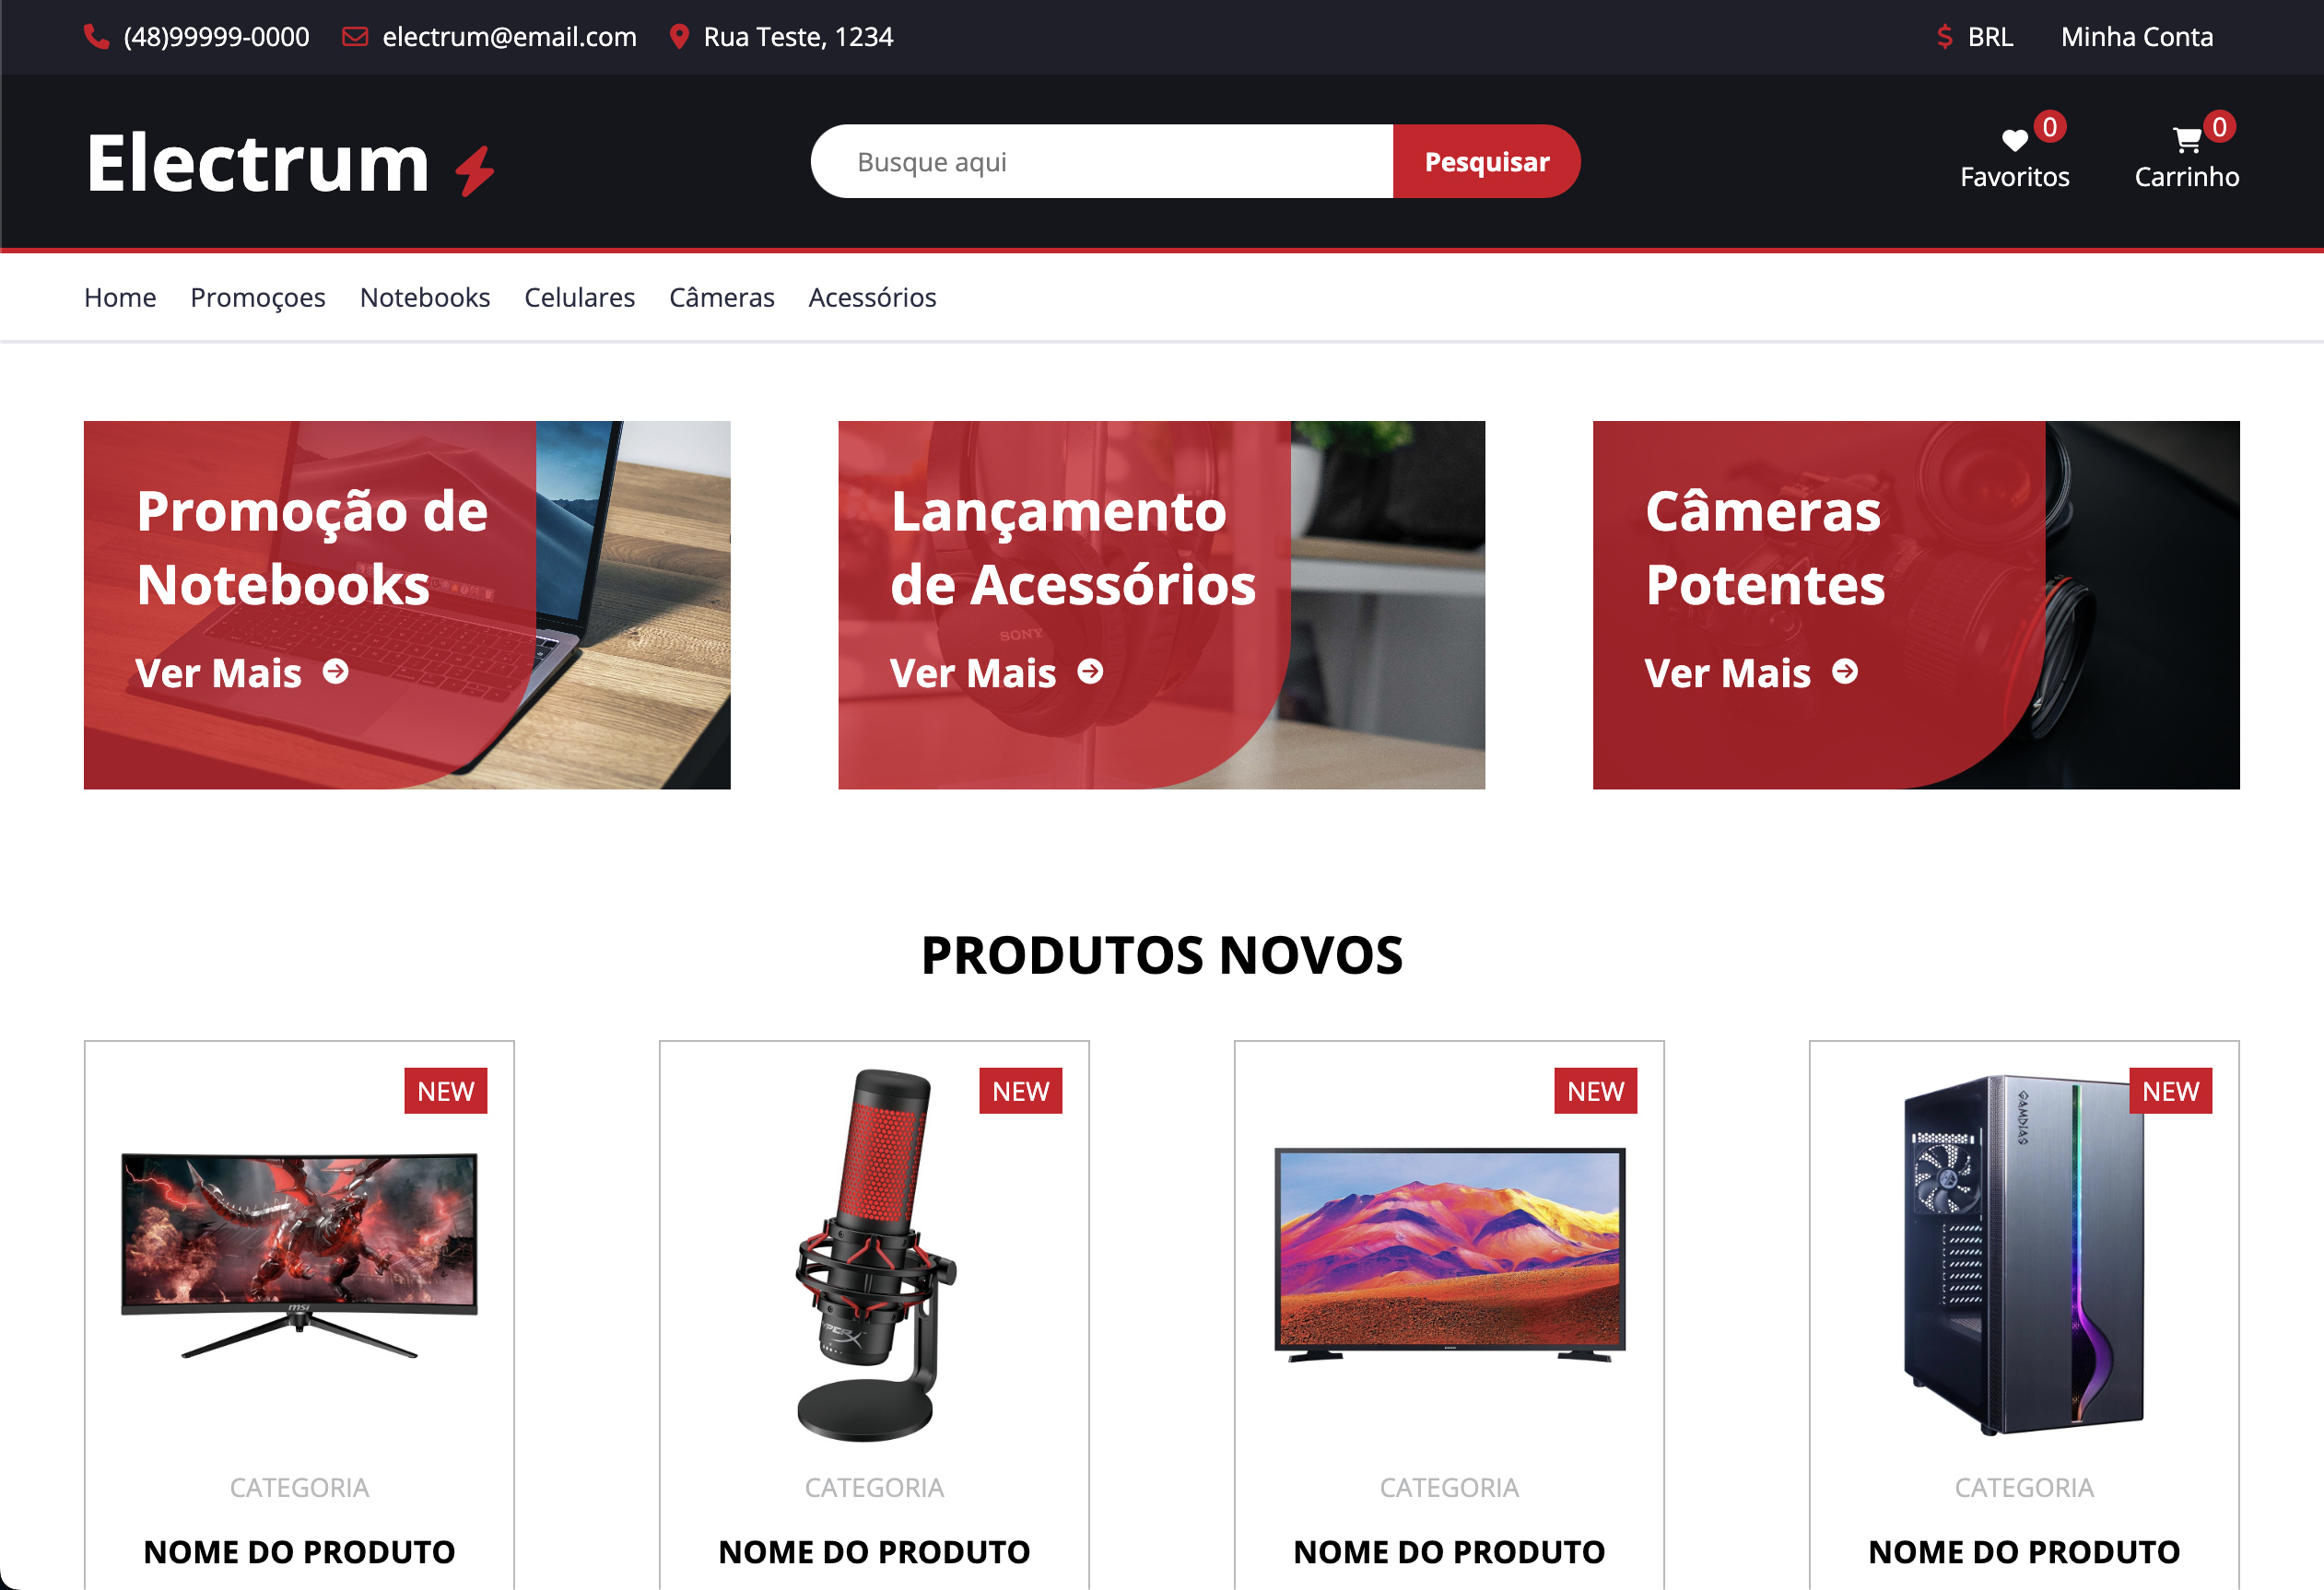 (48)99999-0000 electrum@email.com Rua Teste, 1234 BRL Minha Conta
Electrum Busque aqui Pesquisar 0 Favoritos 0 Carrinho
Home Promoçoes Notebooks Celulares Câmeras Acessórios
Promoção de
Notebooks
Ver Mais
Lançamento
de Acessórios
SONY
Ver Mais
Câmeras
Potentes
Ver Mais
PRODUTOS NOVOS
NEW
msi
CATEGORIA
NOME DO PRODUTO
NEW
CATEGORIA
NOME DO PRODUTO
NEW
CATEGORIA
NOME DO PRODUTO
NEW
GAMDIAS
CATEGORIA
NOME DO PRODUTO